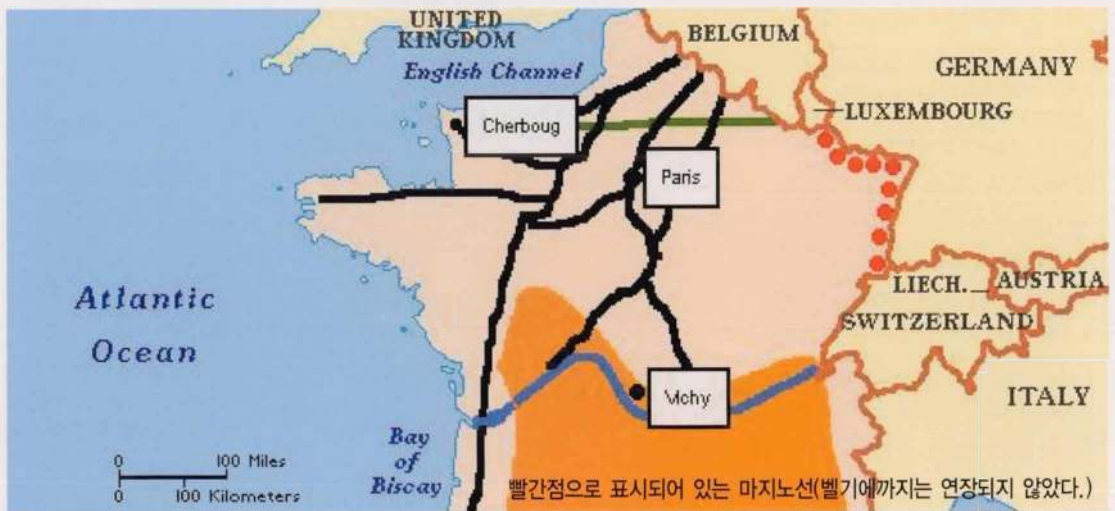 UNITED
KINGDOM
English Channel
BELGIUM
GERMANY
LUXEMBOURG
Cherboug
Paris
Atlantic
Ocean
LIECH.
AUSTRIA
SWITZERLAND
Vichy
ITALY
Bay
of
Biscay
0 100 Miles
0 100 Kilometers
빨간점으로 표시되어 있는 마지노선(벨기에까지는 연장되지 않았다.)